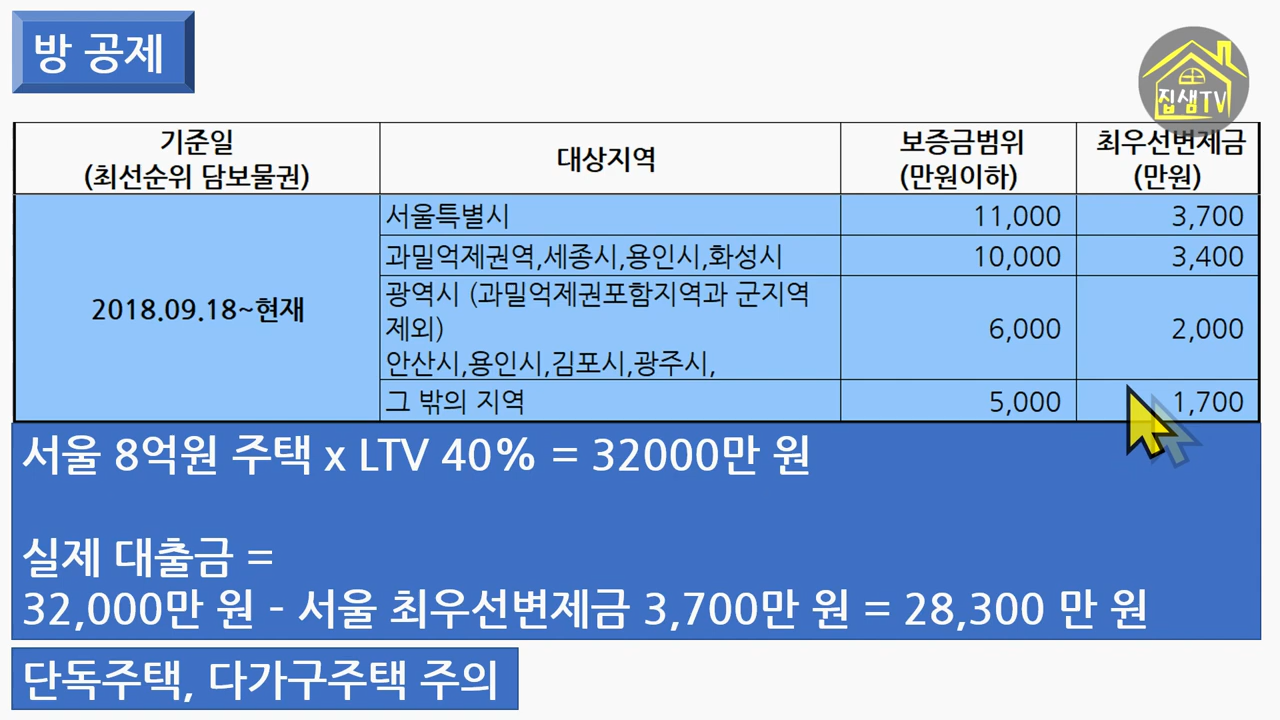 방 공제
집샘TV
기준일
(최선순위 담보물권)
대상지역
보증금범위
(만원이하)
최우선변제금
(만원)
2018.09.18~현재
서울특별시
11,000
3,700
과밀억제권역,세종시,용인시,화성시
10,000
3,400
광역시 (과밀억제권포함지역과 군지역
제외)
안산시,용인시,김포시,광주시,
6,000
2,000
그 밖의 지역
5,000
1,700
서울 8억원 주택 x LTV 40% = 32000만 원
실제 대출금 =
32,000만 원 - 서울 최우선변제금 3,700만 원 = 28,300 만 원
단독주택, 다가구주택 주의